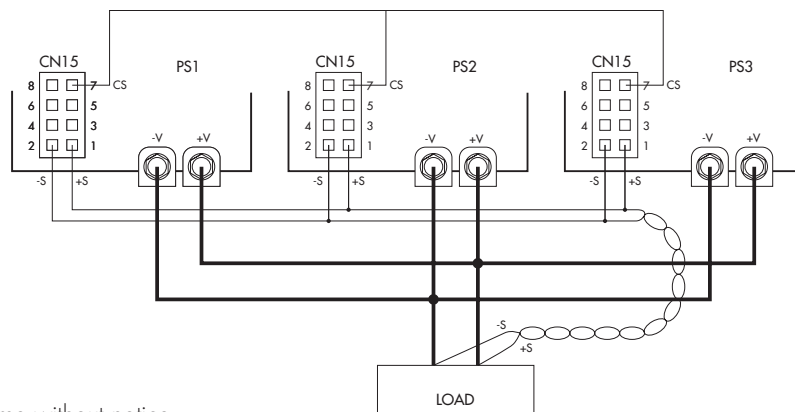 CN15 PS1 CN15 PS2 CN15 PS3
8 7 CS 8 7 CS 8 7 CS
6 5 6 5 6 5
4 3 -V +V 4 3 -V +V 4 3 -V +V
2 1 2 1 2 1
-S +S -S +S -S +S
-S
+S
LOAD